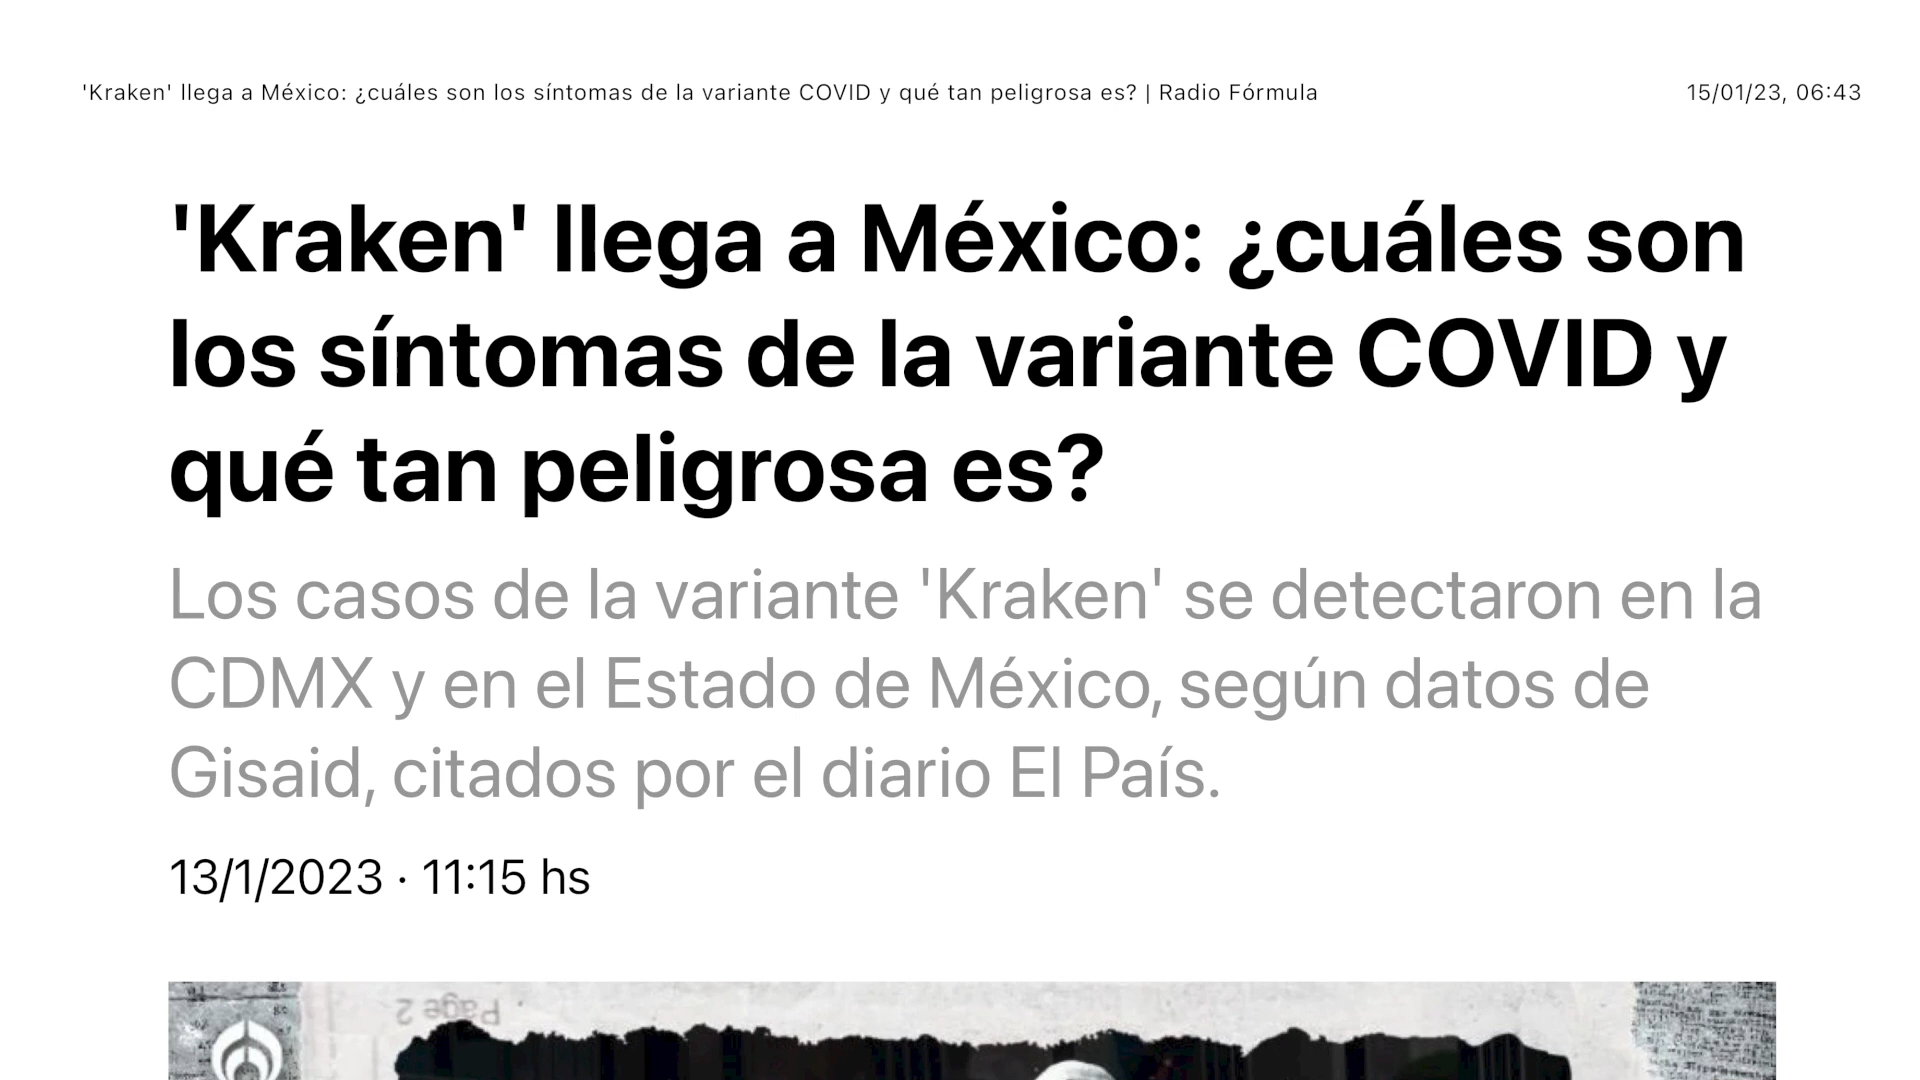 'Kraken' llega a México: ¿cuáles son los síntomas de la variante COVID y qué tan peligrosa es? | Radio Fórmula
15/01/23, 06:43
'Kraken' llega a México: ¿cuáles son
los síntomas de la variante COVID y
qué tan peligrosa es?
Los casos de la variante 'Kraken' se detectaron en la
CDMX y en el Estado de México, según datos de
Gisaid, citados por el diario El País.
13/1/2023 · 11:15 hs
Page 2